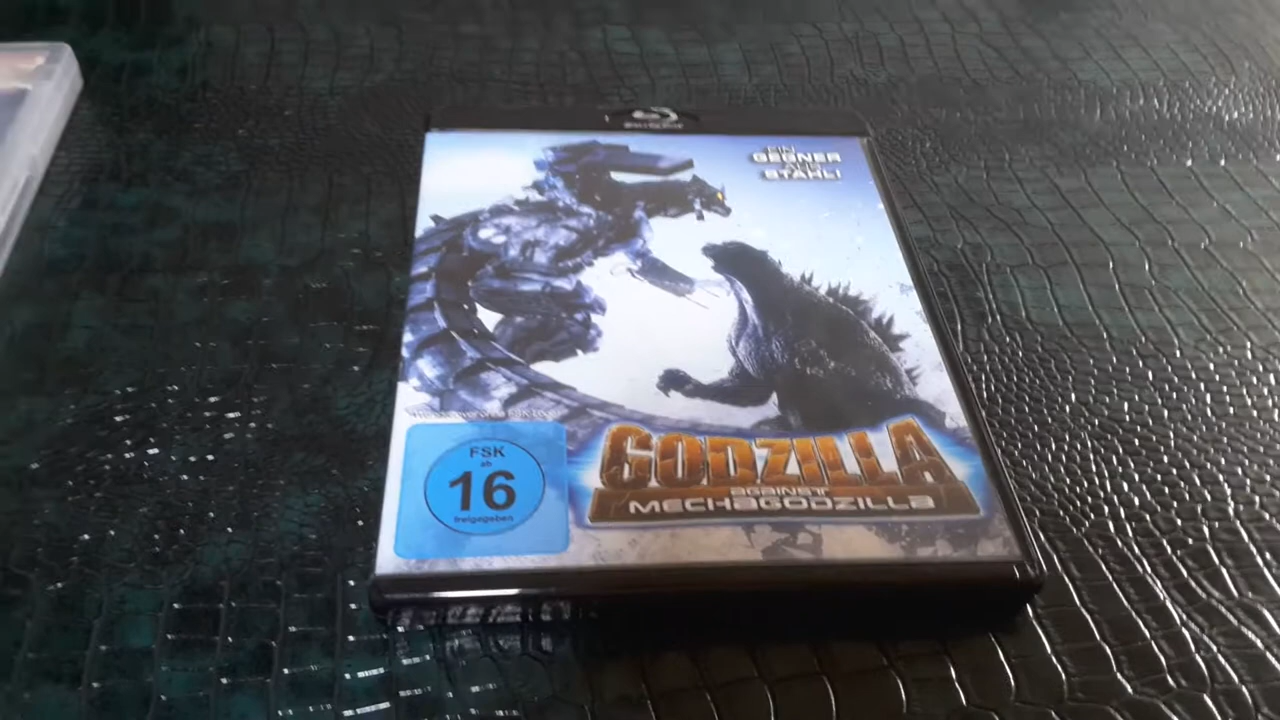 EIN
GEGNER
AUS
STAHL!
FSK
ab
16
freigegeben
GODZILLA
AGAINST
MECHAGODZILLA